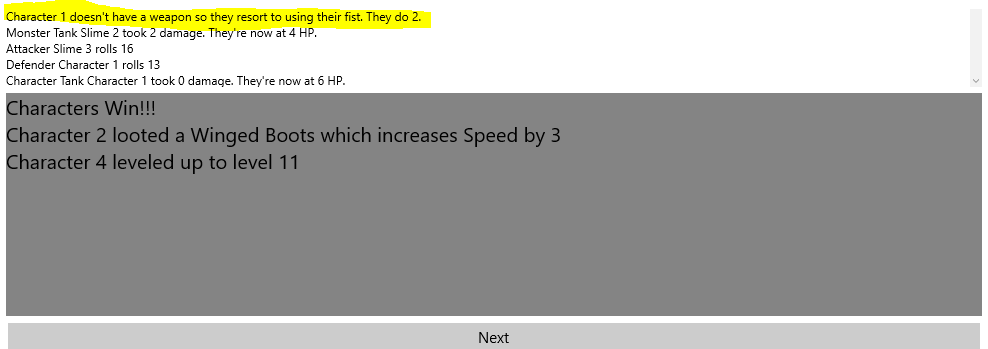 Character 1 doesn't have a weapon so they resort to using their fist. They do 2.
Monster Tank Slime 2 took 2 damage. They're now at 4 HP.
Attacker Slime 3 rolls 16
Defender Character 1 rolls 13
Character Tank Character 1 took 0 damage. They're now at 6 HP.
Characters Win!!!
Character 2 looted a Winged Boots which increases Speed by 3
Character 4 leveled up to level 11
Next